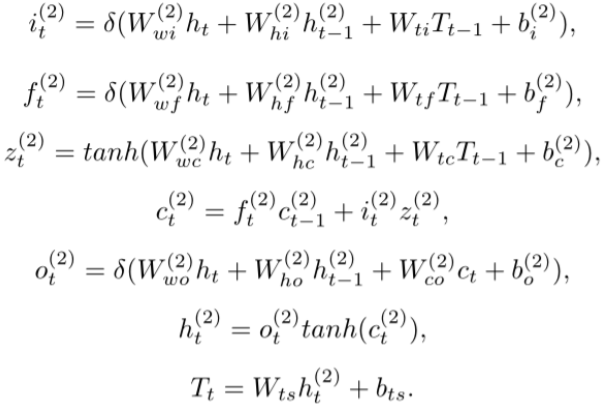 i_t^{(2)} = δ(W_{wi}^{(2)} h_t + W_{hi}^{(2)} h_{t-1}^{(2)} + W_{ti} T_{t-1} + b_i^{(2)}),
f_t^{(2)} = δ(W_{wf}^{(2)} h_t + W_{hf}^{(2)} h_{t-1}^{(2)} + W_{tf} T_{t-1} + b_f^{(2)}),
z_t^{(2)} = tanh(W_{wc}^{(2)} h_t + W_{hc}^{(2)} h_{t-1}^{(2)} + W_{tc} T_{t-1} + b_c^{(2)}),
c_t^{(2)} = f_t^{(2)} c_{t-1}^{(2)} + i_t^{(2)} z_t^{(2)},
o_t^{(2)} = δ(W_{wo}^{(2)} h_t + W_{ho}^{(2)} h_{t-1}^{(2)} + W_{co}^{(2)} c_t + b_o^{(2)}),
h_t^{(2)} = o_t^{(2)} tanh(c_t^{(2)}),
T_t = W_{ts} h_t^{(2)} + b_{ts}.